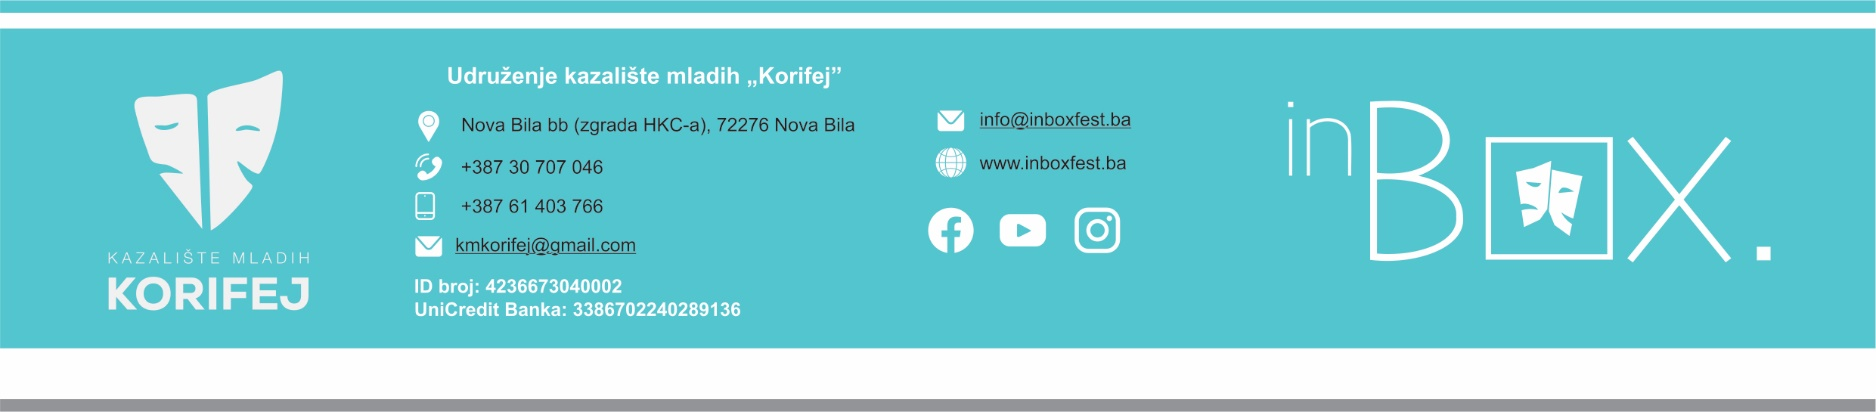 KAZALIŠTE MLADIH
KORIFEJ
Udruženje kazalište mladih „Korifej”
Nova Bila bb (zgrada HKC-a), 72276 Nova Bila
+387 30 707 046
+387 61 403 766
kmkorifej@gmail.com
ID broj: 4236673040002
UniCredit Banka: 3386702240289136
info@inboxfest.ba
www.inboxfest.ba
inBOX.